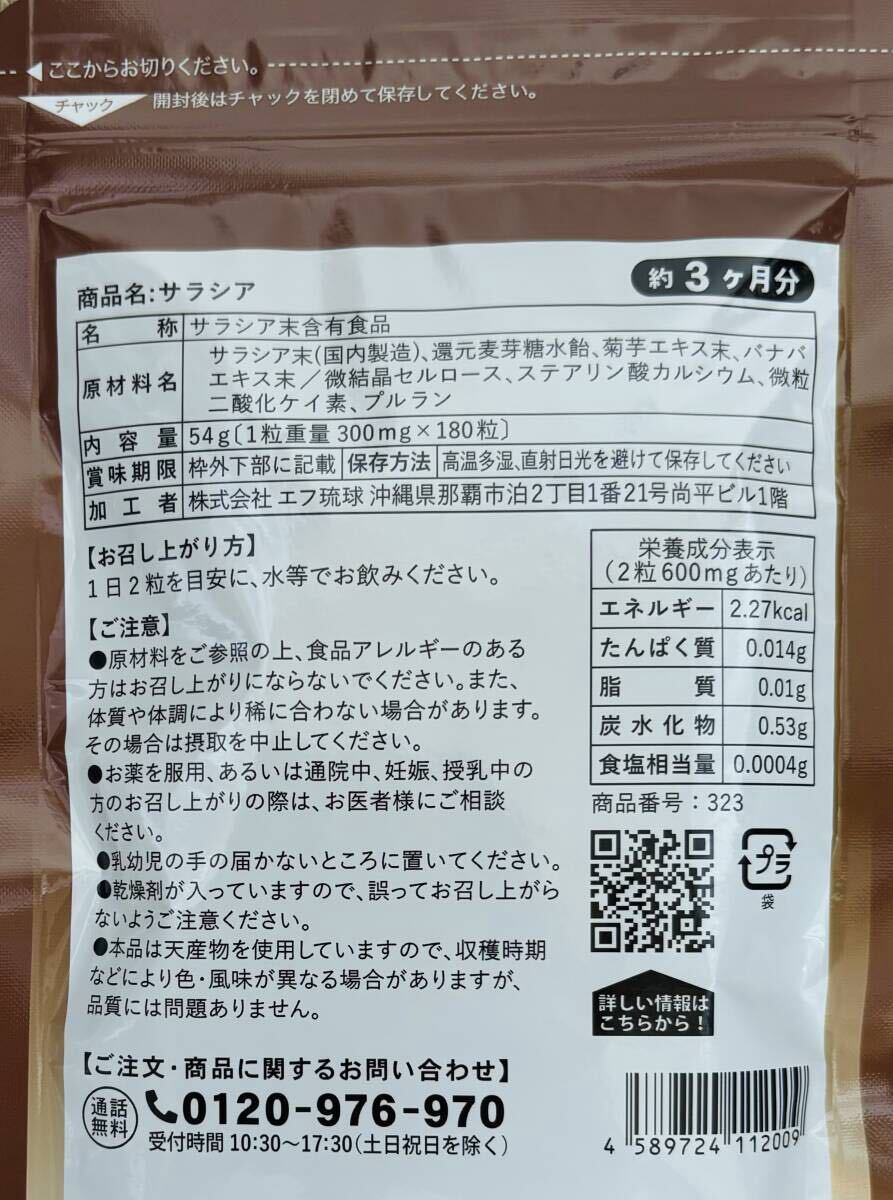 ここからお切りください。
チャック
開封後はチャックを閉めて保存してください。
商品名:サラシア
約3ヶ月分
名称 サラシア末含有食品
原材料名 サラシア末(国内製造)、還元麦芽糖水飴、菊芋エキス末、バナバ
エキス末／微結晶セルロース、ステアリン酸カルシウム、微粒
二酸化ケイ素、プルラン
内容量 54g〔1粒重量 300mg×180粒〕
賞味期限 枠外下部に記載 保存方法 高温多湿、直射日光を避けて保存してください
加工者 株式会社 エフ琉球 沖縄県那覇市泊2丁目1番21号尚平ビル1階
【お召し上がり方】
1日2粒を目安に、水等でお飲みください。
【ご注意】
●原材料をご参照の上、食品アレルギーのある
方はお召し上がりにならないでください。また、
体質や体調により稀に合わない場合があります。
その場合は摂取を中止してください。
●お薬を服用、あるいは通院中、妊娠、授乳中の
方のお召し上がりの際は、お医者様にご相談
ください。
●乳幼児の手の届かないところに置いてください。
●乾燥剤が入っていますので、誤ってお召し上がら
ないようご注意ください。
●本品は天産物を使用していますので、収穫時期
などにより色・風味が異なる場合がありますが、
品質には問題ありません。
栄養成分表示
(2粒600mgあたり)
エネルギー 2.27kcal
たんぱく質 0.014g
脂質 0.01g
炭水化物 0.53g
食塩相当量 0.0004g
商品番号:323
プラ
袋
詳しい情報は
こちらから!
【ご注文・商品に関するお問い合わせ】
通話
無料
0120-976-970
受付時間 10:30～17:30(土日祝日を除く)
4 589724 112009